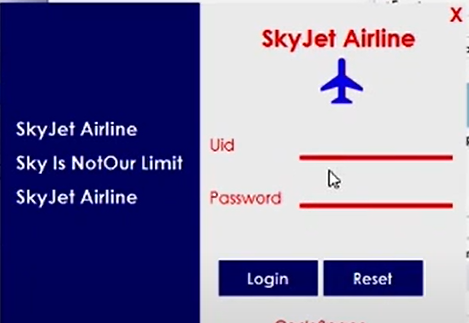 SkyJet Airline
Sky Is NotOur Limit
SkyJet Airline
X
SkyJet Airline
Uid
Password
Login
Reset